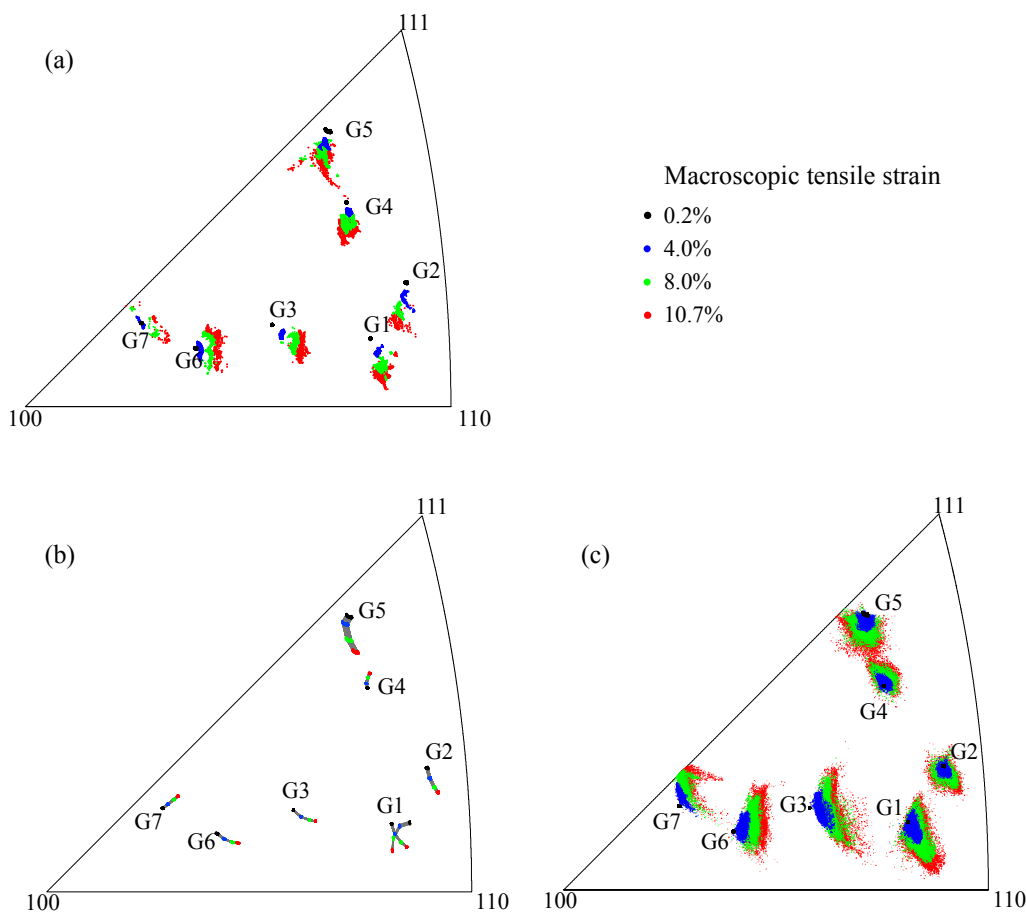 111
(a)
G5
G4
G2
G3
G1
G7
G6
100
110
Macroscopic tensile strain
0.2%
4.0%
8.0%
10.7%
111
(b)
G5
G4
G2
G3
G1
G7
G6
100
110
111
(c)
G5
G4
G2
G3
G1
G7
G6
100
110